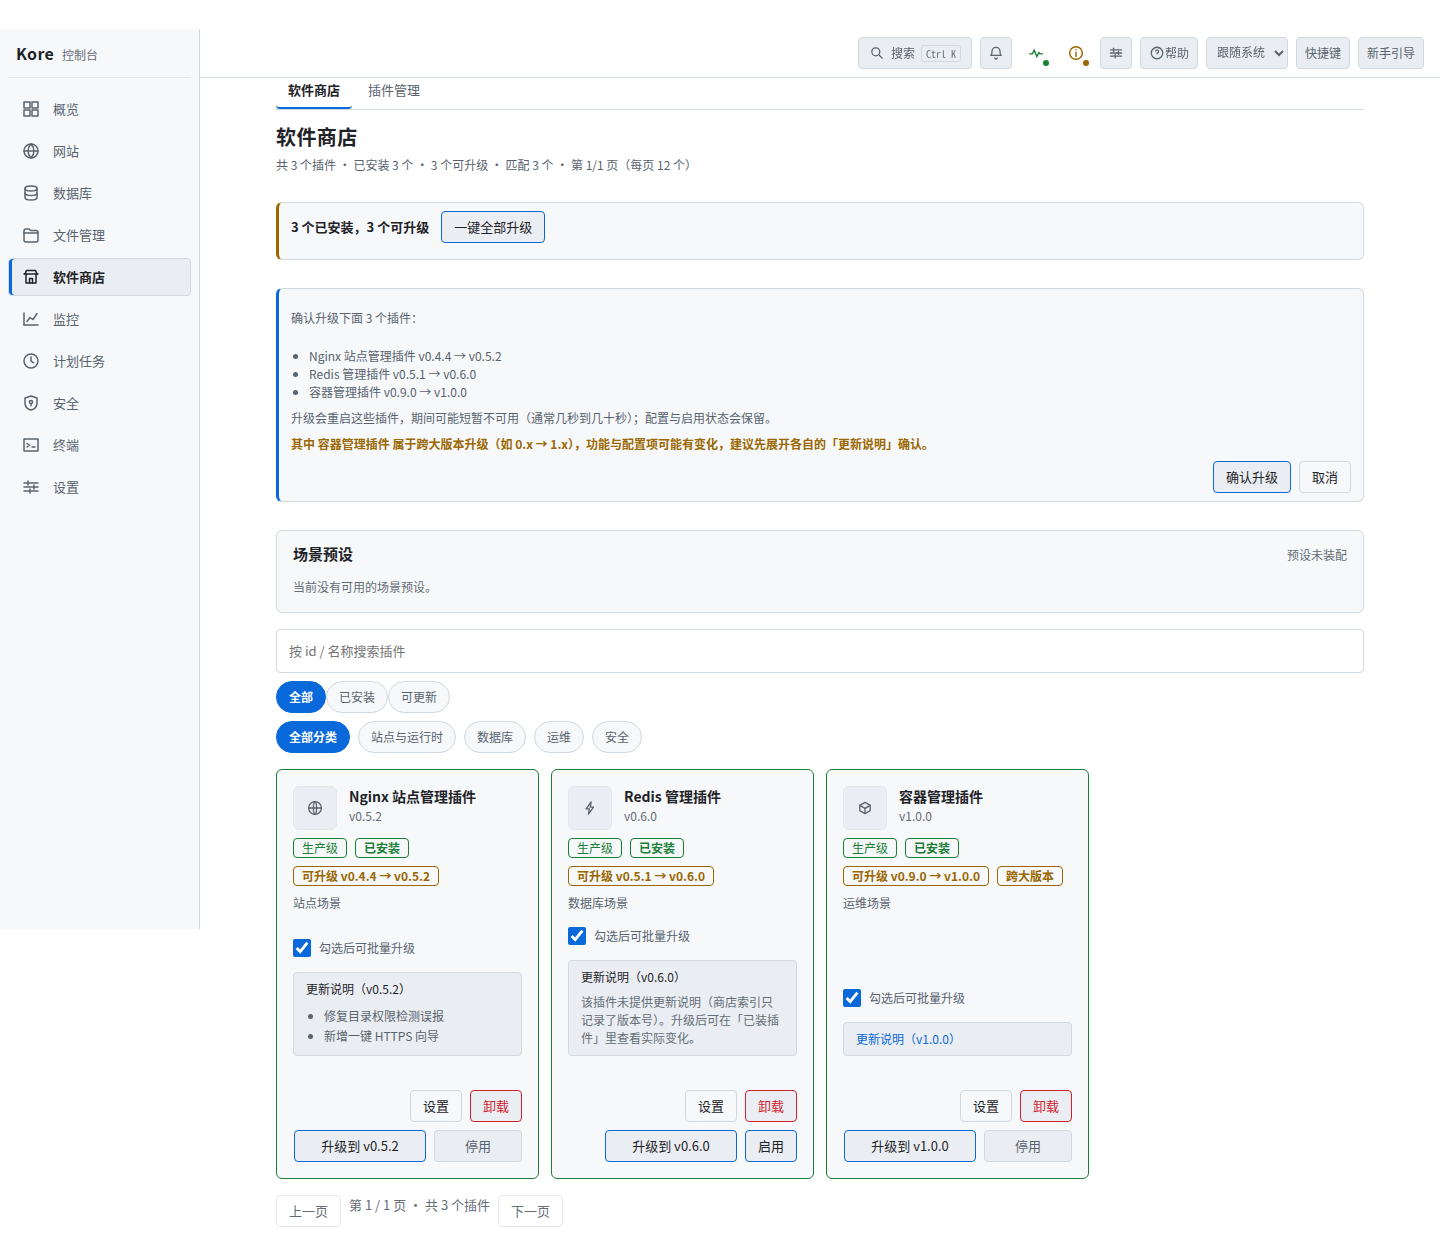 Kore 控制台
搜索 Ctrl K
帮助
跟随系统
快捷键
新手引导
概览
网站
数据库
文件管理
软件商店
监控
计划任务
安全
终端
设置
软件商店 插件管理
软件商店
共 3 个插件 • 已安装 3 个 • 3 个可升级 • 匹配 3 个 • 第 1/1 页（每页 12 个）
3 个已安装，3 个可升级 一键全部升级
确认升级下面 3 个插件：
• Nginx 站点管理插件 v0.4.4 → v0.5.2
• Redis 管理插件 v0.5.1 → v0.6.0
• 容器管理插件 v0.9.0 → v1.0.0
升级会重启这些插件，期间可能短暂不可用（通常几秒到几十秒）；配置与启用状态会保留。
其中 容器管理插件 属于跨大版本升级（如 0.x → 1.x），功能与配置项可能有变化，建议先展开各自的「更新说明」确认。
确认升级 取消
场景预设 预设未装配
当前没有可用的场景预设。
按 id / 名称搜索插件
全部 已安装 可更新
全部分类 站点与运行时 数据库 运维 安全
Nginx 站点管理插件
v0.5.2
生产级 已安装
可升级 v0.4.4 → v0.5.2
站点场景
勾选后可批量升级
更新说明（v0.5.2）
• 修复目录权限检测误报
• 新增一键 HTTPS 向导
设置 卸载
升级到 v0.5.2 停用
Redis 管理插件
v0.6.0
生产级 已安装
可升级 v0.5.1 → v0.6.0
数据库场景
勾选后可批量升级
更新说明（v0.6.0）
该插件未提供更新说明（商店索引只
记录了版本号）。升级后可在「已装插
件」里查看实际变化。
设置 卸载
升级到 v0.6.0 启用
容器管理插件
v1.0.0
生产级 已安装
可升级 v0.9.0 → v1.0.0 跨大版本
运维场景
勾选后可批量升级
更新说明（v1.0.0）
设置 卸载
升级到 v1.0.0 停用
上一页 第 1 / 1 页 • 共 3 个插件 下一页